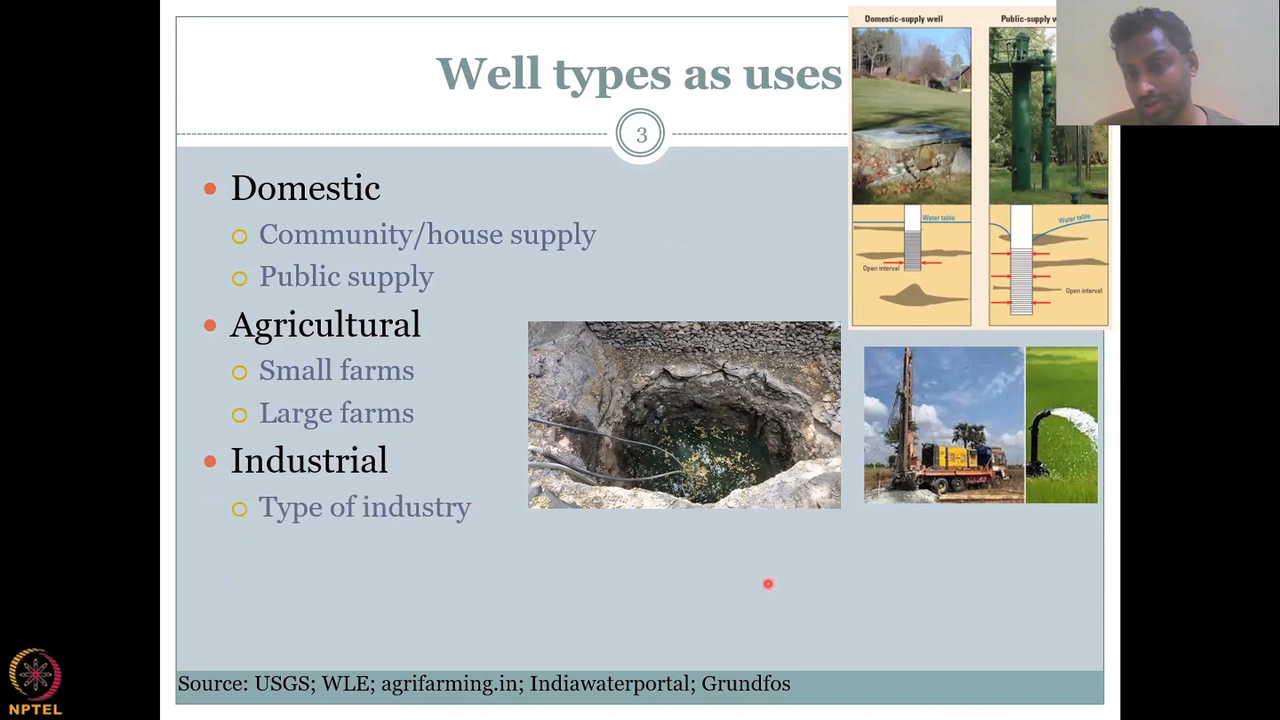 Well types as uses
3
Domestic
Community/house supply
Public supply
Agricultural
Small farms
Large farms
Industrial
Type of industry
Domestic-supply well
Water table
Open interval
Public-supply
Water table
Open interval
Source: USGS; WLE; agrifarming.in; Indiawaterportal; Grundfos
NPTEL